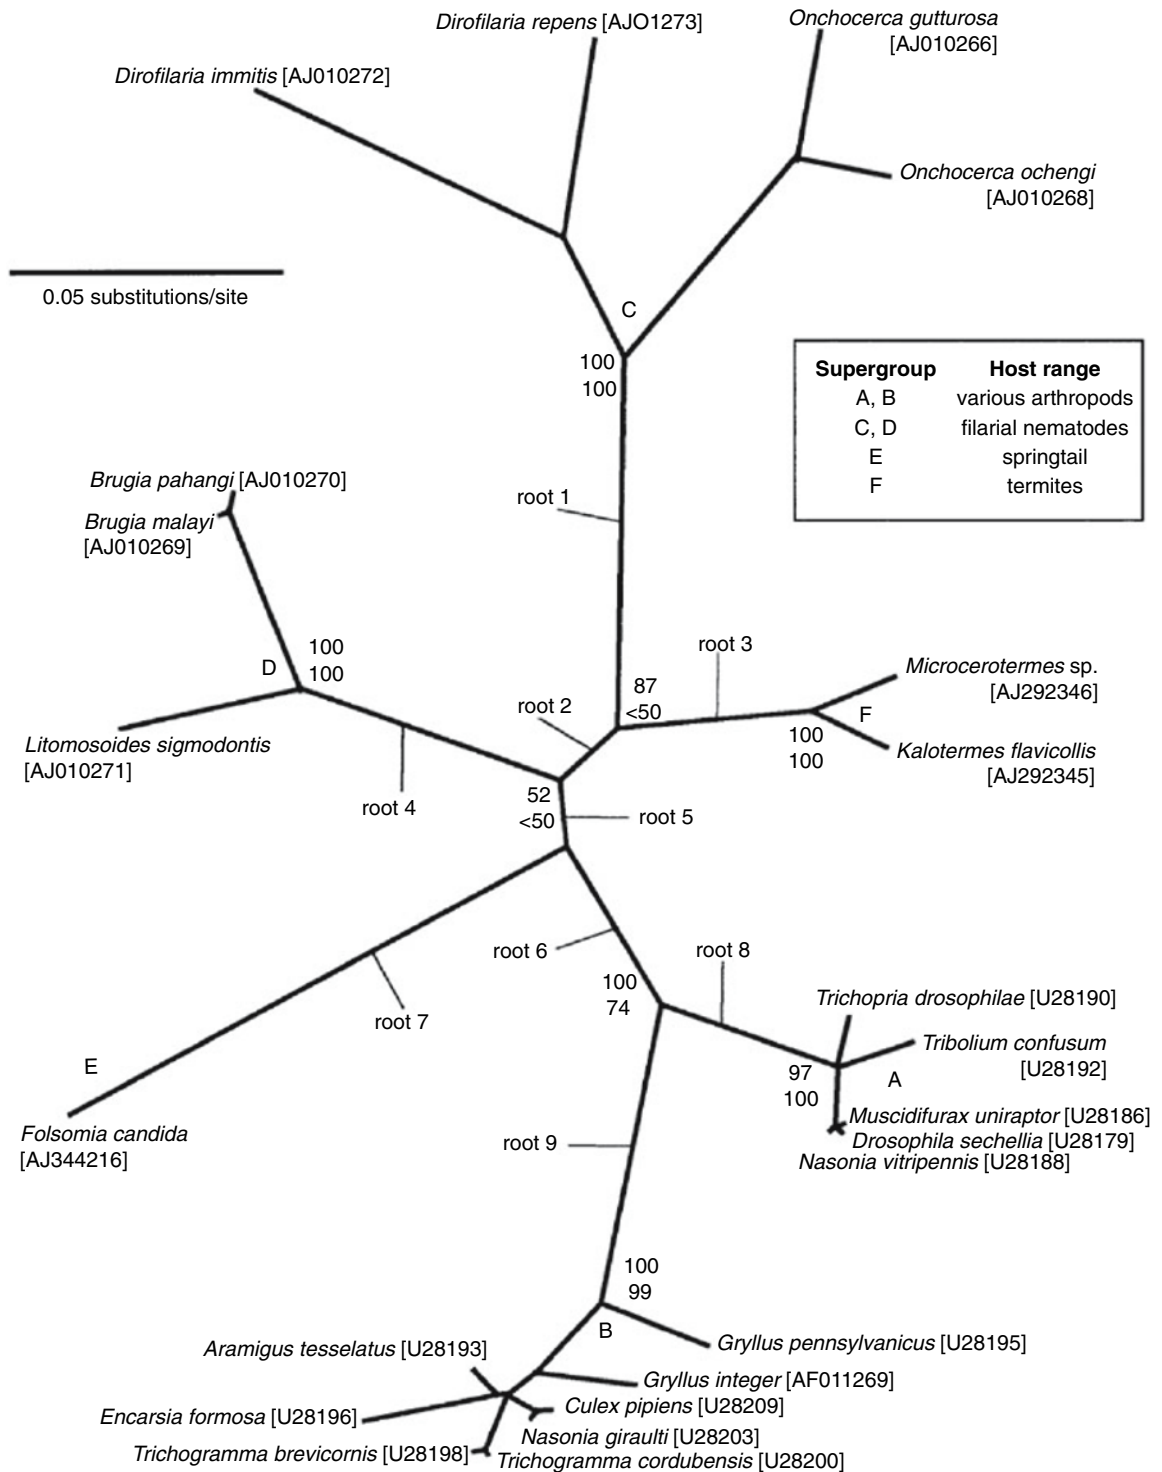 Dirofilaria repens [AJO1273]
Onchocerca gutturosa
[AJ010266]
Dirofilaria immitis [AJ010272]
Onchocerca ochengi
[AJ010268]
0.05 substitutions/site
C
100
100
Supergroup Host range
A, B various arthropods
C, D filarial nematodes
E springtail
F termites
Brugia pahangi [AJ010270]
Brugia malayi
[AJ010269]
root 1
D
100
100
Litomosoides sigmodontis
[AJ010271]
root 2
87
<50
root 3
Microcerotermes sp.
[AJ292346]
F
100
100
Kalotermes flavicollis
[AJ292345]
root 4
52
<50
root 5
root 6
root 7
E
Folsomia candida
[AJ344216]
100
74
root 8
Trichopria drosophilae [U28190]
Tribolium confusum
[U28192]
97
100
A
Muscidifurax uniraptor [U28186]
Drosophila sechellia [U28179]
Nasonia vitripennis [U28188]
root 9
100
99
B
Gryllus pennsylvanicus [U28195]
Aramigus tesselatus [U28193]
Gryllus integer [AF011269]
Culex pipiens [U28209]
Encarsia formosa [U28196]
Nasonia giraulti [U28203]
Trichogramma brevicornis [U28198]
Trichogramma cordubensis [U28200]